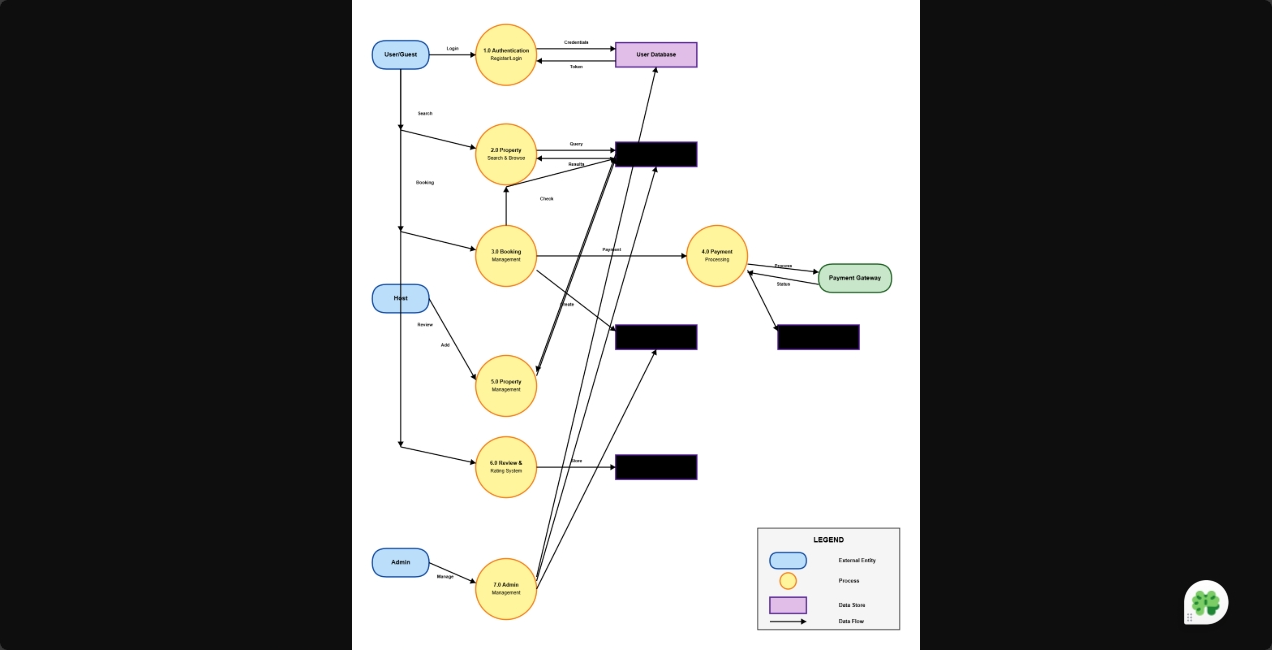 User/Guest
Login
1.0 Authentication
Register/Login
Credentials
Token
User Database
Search
2.0 Property
Search & Browse
Query
Results
Booking
Check
3.0 Booking
Management
Payment
4.0 Payment
Processing
Process
Status
Payment Gateway
Host
Create
Review
Add
5.0 Property
Management
6.0 Review &
Rating System
Store
Admin
Manage
7.0 Admin
Management
LEGEND
External Entity
Process
Data Store
Data Flow